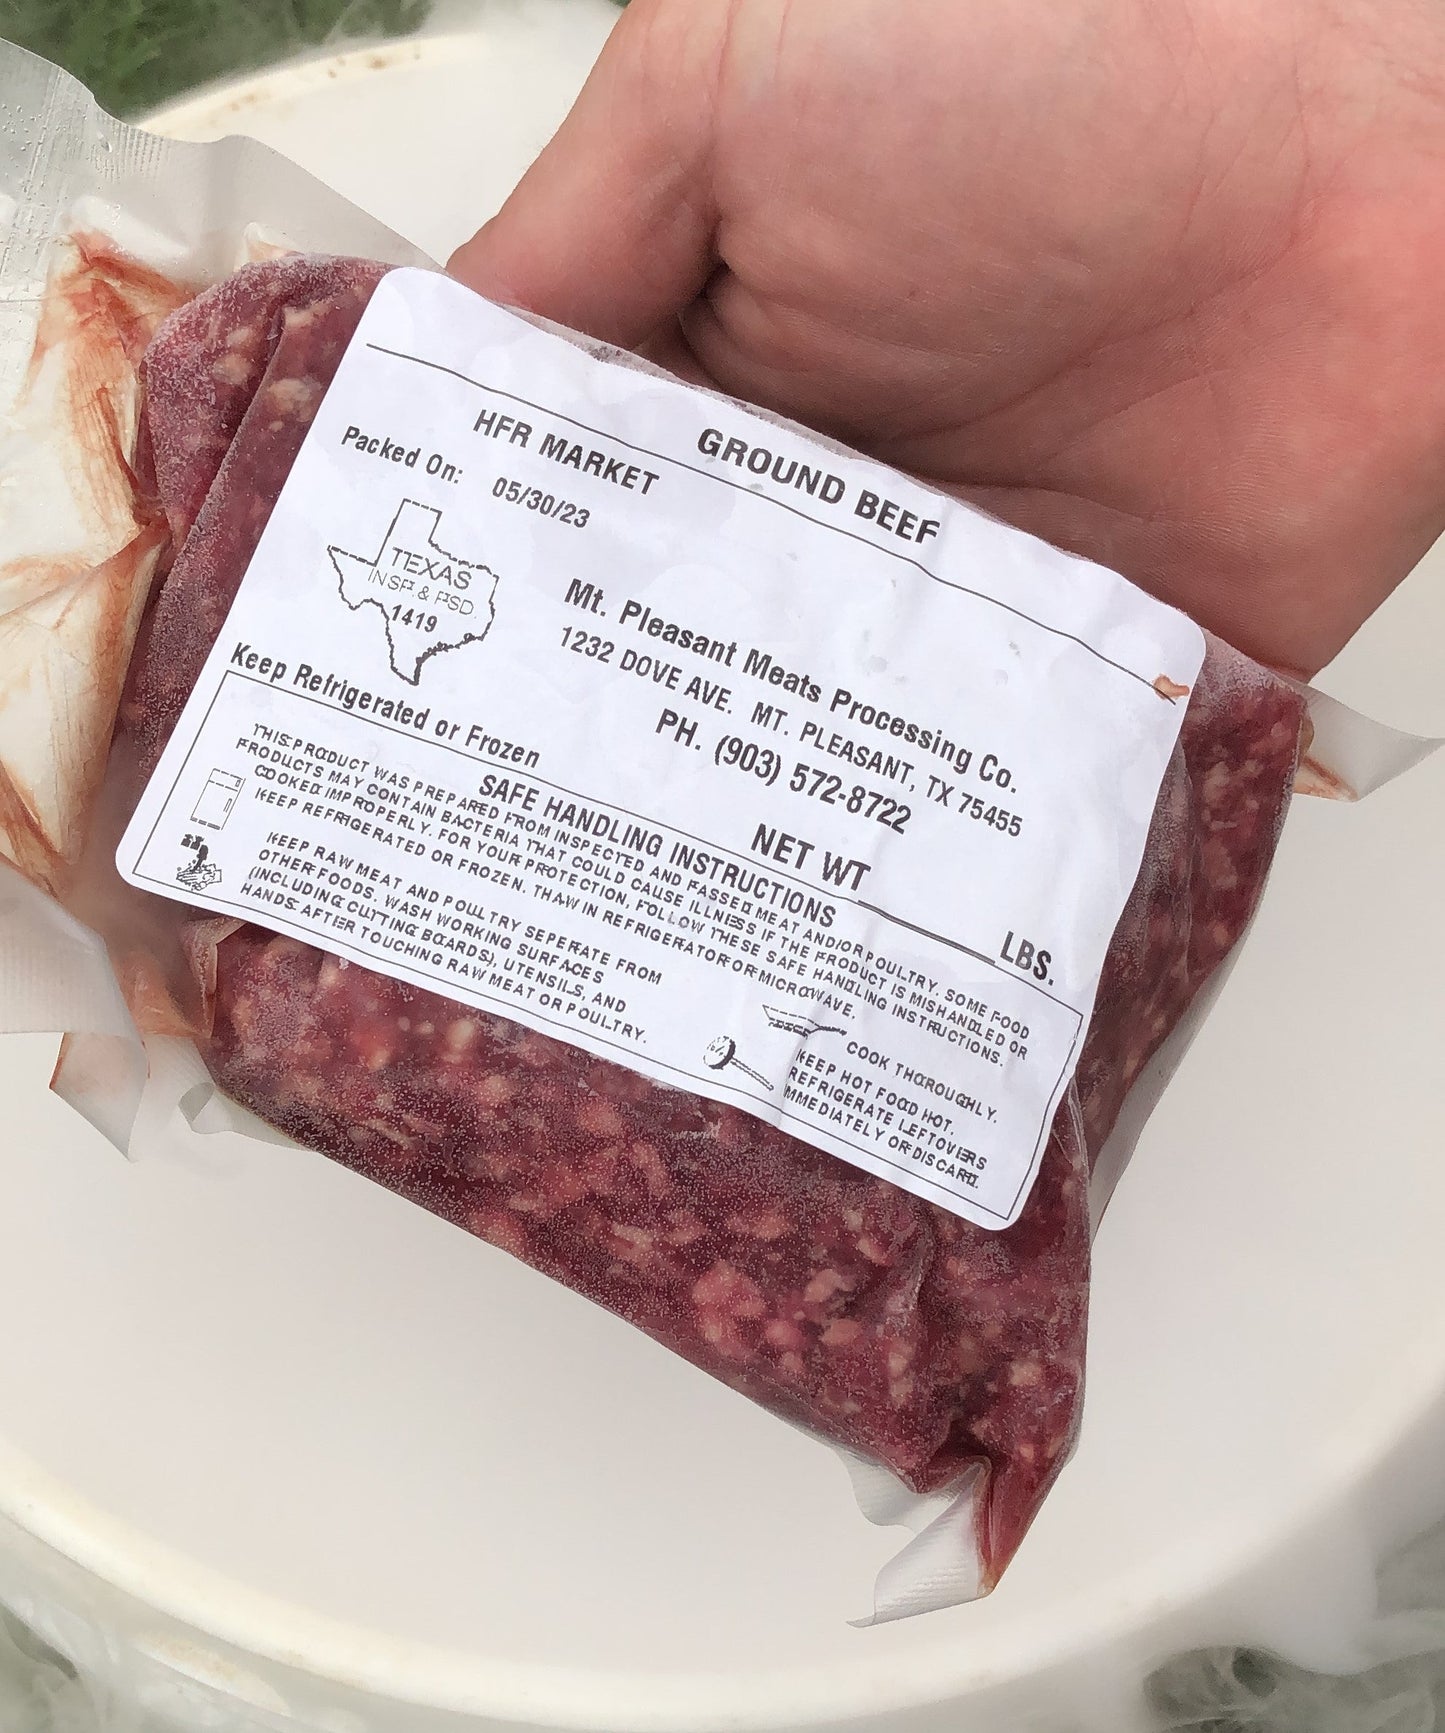 GROUND BEEF
HFR MARKET
Packed On: 05/30/23
TEXAS
INSP. & P'SD
1419
Mt. Pleasant Meats Processing Co.
1232 DOVE AVE. MT. PLEASANT, TX 75455
PH. (903) 572-8722
Keep Refrigerated or Frozen
NET WT LBS.
SAFE HANDLING INSTRUCTIONS
THIS PRODUCT WAS PREPARED FROM INSPECTED AND PASSED MEAT AND/OR POULTRY. SOME FOOD
PRODUCTS MAY CONTAIN BACTERIA THAT COULD CAUSE ILLNESS IF THE PRODUCT IS MISHANDLED OR
COOKED IMPROPERLY. FOR YOUR PROTECTION, FOLLOW THESE SAFE HANDLING INSTRUCTIONS.
KEEP REFRIGERATED OR FROZEN. THAW IN REFRIGERATOR OR MICROWAVE.
KEEP RAW MEAT AND POULTRY SEPERATE FROM
OTHER FOODS. WASH WORKING SURFACES
(INCLUDING CUTTING BOARDS), UTENSILS, AND
HANDS AFTER TOUCHING RAW MEAT OR POULTRY.
COOK THOROUGHLY.
KEEP HOT FOOD HOT.
REFRIGERATE LEFTOVERS
IMMEDIATELY OR DISCARD.